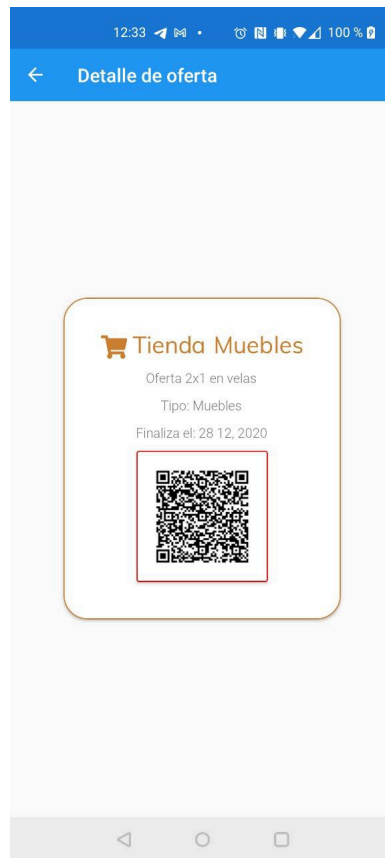 12:33 100 %
Detalle de oferta
Tienda Muebles
Oferta 2x1 en velas
Tipo: Muebles
Finaliza el: 28 12, 2020